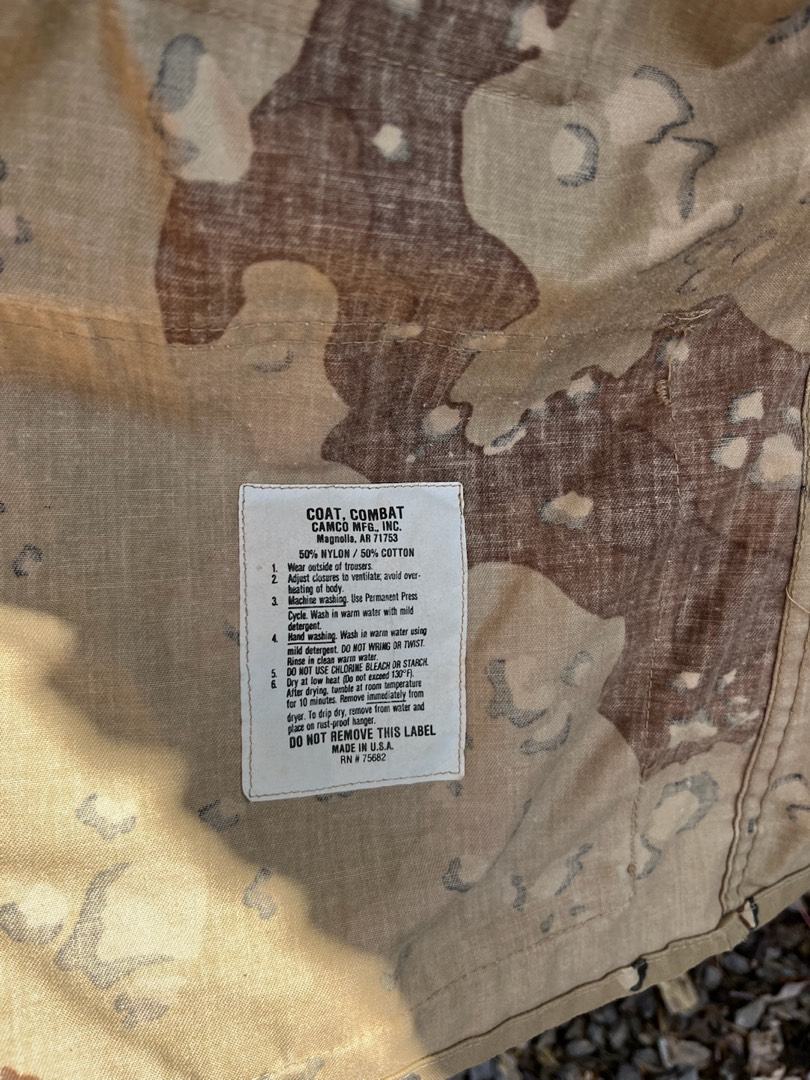 COAT, COMBAT
CAMCO MFG., INC.
Magnolia, AR 71753
50% NYLON / 50% COTTON
1. Wear outside of trousers.
2. Adjust closures to ventilate; avoid over-
heating of body.
3. Machine washing. Use Permanent Press
Cycle. Wash in warm water with mild
detergent.
4. Hand washing. Wash in warm water using
mild detergent. DO NOT WRING OR TWIST.
Rinse in clean warm water.
5. DO NOT USE CHLORINE BLEACH OR STARCH.
6. Dry at low heat (Do not exceed 130°F).
After drying, tumble at room temperature
for 10 minutes. Remove immediately from
dryer. To drip dry, remove from water and
place on rust-proof hanger.
DO NOT REMOVE THIS LABEL
MADE IN U.S.A.
RN # 75682